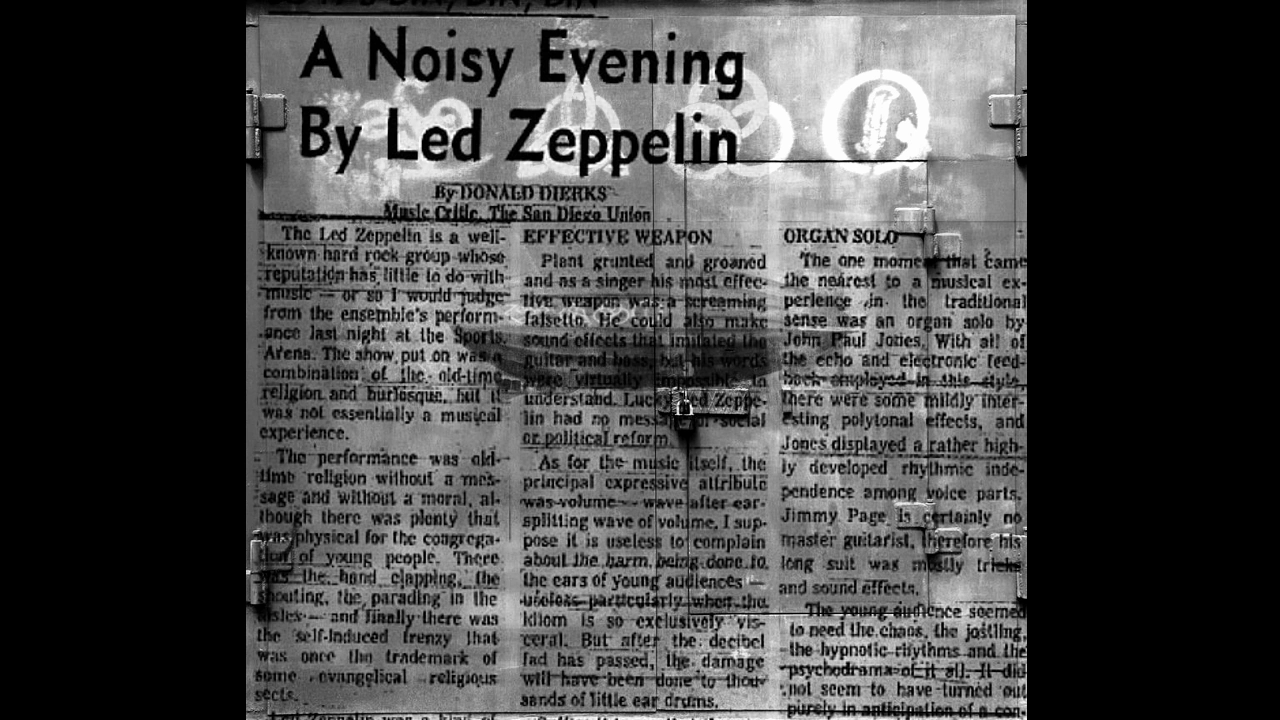 A Noisy Evening
By Led Zeppelin
By DONALD DIERKS
Music Critic, The San Diego Union
The Led Zeppelin is a well-
known hard rock group whose
reputation has little to do with
music — or so I would judge
from the ensemble's perform-
ance last night at the Sports
Arena. The show put on was a
combination of the old-time
religion and burlesque, but it
was not essentially a musical
experience.
The performance was old-
time religion without a mes-
sage and without a moral, al-
though there was plenty that
was physical for the congrega-
tion of young people. There
was the hand clapping, the
shouting, the parading in the
aisles — and finally there was
the self-induced frenzy that
was once the trademark of
some evangelical religious
sects.
Led Zeppelin was a kind of
EFFECTIVE WEAPON
Plant grunted and groaned
and as a singer his most effec-
tive weapon was a screaming
falsetto. He could also make
sound effects that imitated the
guitar and bass, but his words
were virtually impossible to
understand. Lucky Led Zeppe-
lin had no message of social
or political reform.
As for the music itself, the
principal expressive attribute
was volume — wave after ear-
splitting wave of volume. I sup-
pose it is useless to complain
about the harm being done to
the ears of young audiences —
useless particularly when the
idiom is so exclusively vis-
ceral. But after the decibel
fad has passed, the damage
will have been done to thou-
sands of little ear drums.
ORGAN SOLO
The one moment that came
the nearest to a musical ex-
perience in the traditional
sense was an organ solo by
John Paul Jones. With all of
the echo and electronic feed-
back employed in this style,
there were some mildly inter-
esting polytonal effects, and
Jones displayed a rather high-
ly developed rhythmic inde-
pendence among voice parts.
Jimmy Page is certainly no
master guitarist, therefore his
long suit was mostly tricks
and sound effects.
The young audience seemed
to need the chaos, the jostling,
the hypnotic rhythms and the
psychodrama of it all. It did
not seem to have turned out
purely in anticipation of a con-